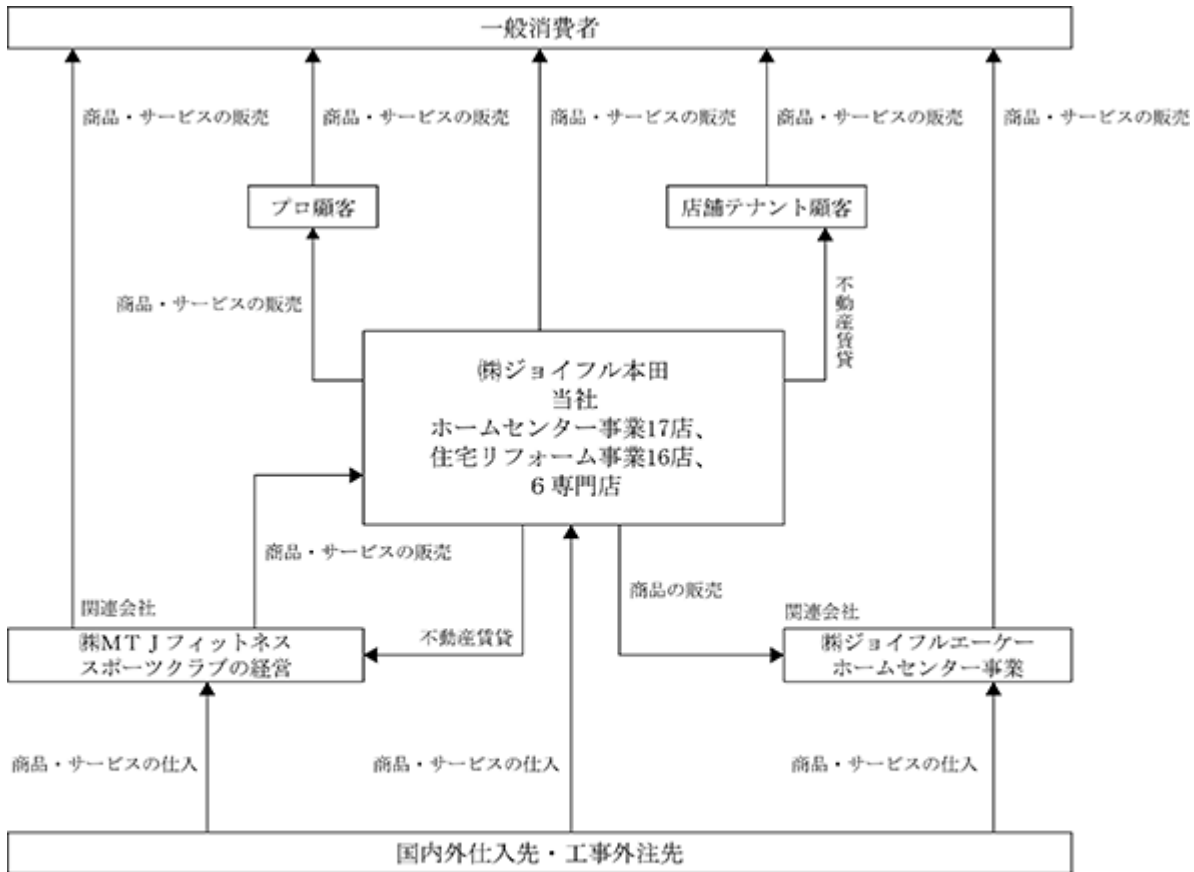 一般消費者
商品・サービスの販売
商品・サービスの販売
商品・サービスの販売
商品・サービスの販売
商品・サービスの販売
プロ顧客
店舗テナント顧客
商品・サービスの販売
不動産賃貸
㈱ジョイフル本田
当社
ホームセンター事業17店、
住宅リフォーム事業16店、
６専門店
商品・サービスの販売
商品の販売
関連会社
㈱ＭＴＪフィットネス
スポーツクラブの経営
不動産賃貸
関連会社
㈱ジョイフルエーケー
ホームセンター事業
商品・サービスの仕入
商品・サービスの仕入
商品・サービスの仕入
国内外仕入先・工事外注先